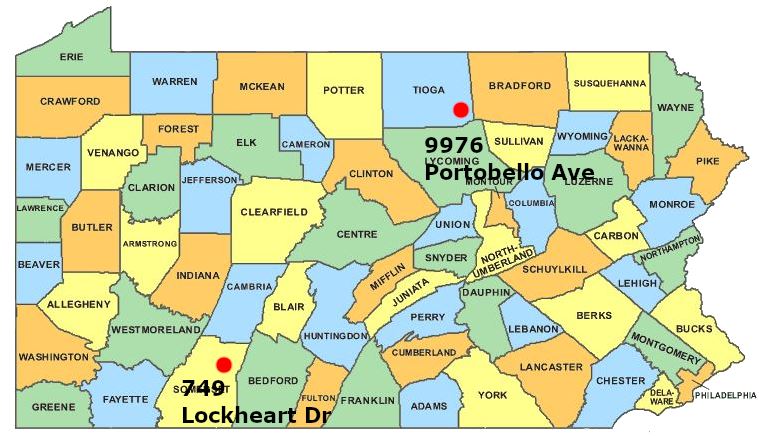 ERIE
WARREN
MCKEAN
POTTER
TIOGA
BRADFORD
SUSQUEHANNA
WAYNE
CRAWFORD
FOREST
ELK
CAMERON
CLINTON
9976
Portobello Ave
LYCOMING
SULLIVAN
WYOMING
LACKA-
WANNA
PIKE
MERCER
VENANGO
CLARION
JEFFERSON
CLEARFIELD
CENTRE
MONTOUR
COLUMBIA
LUZERNE
MONROE
LAWRENCE
BUTLER
ARMSTRONG
INDIANA
UNION
SNYDER
NORTH-
UMBERLAND
CARBON
NORTHAMPTON
BEAVER
ALLEGHENY
CAMBRIA
BLAIR
HUNTINGDON
MIFFLIN
JUNIATA
PERRY
DAUPHIN
SCHUYLKILL
LEHIGH
BERKS
BUCKS
WASHINGTON
WESTMORELAND
CUMBERLAND
LEBANON
LANCASTER
MONTGOMERY
GREENE
FAYETTE
SOMERSET
749
Lockheart Dr
BEDFORD
FULTON
FRANKLIN
ADAMS
YORK
CHESTER
DELA-
WARE
PHILADELPHIA